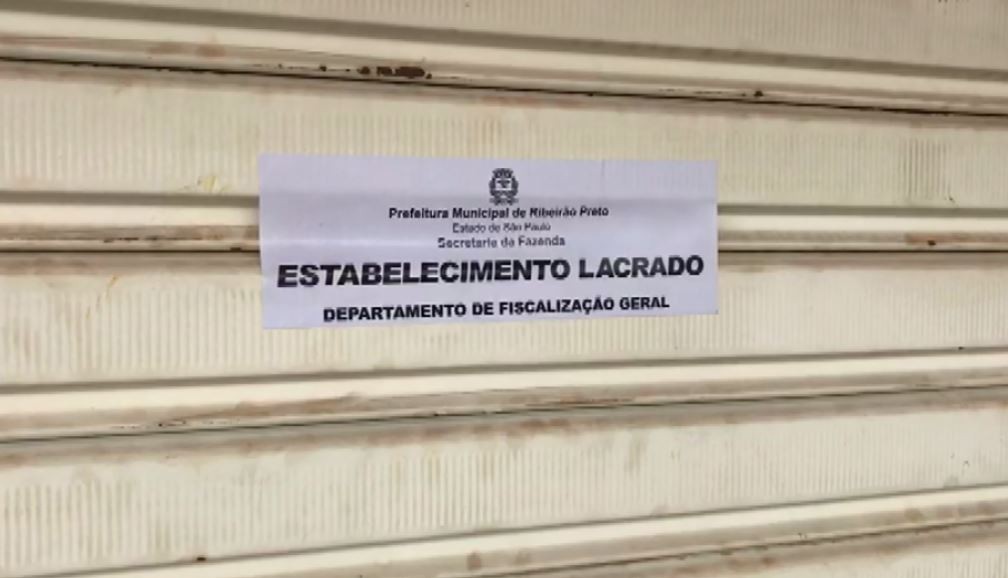 Prefeitura Municipal de Ribeirão Preto
Estado de São Paulo
Secretaria da Fazenda
ESTABELECIMENTO LACRADO
DEPARTAMENTO DE FISCALIZAÇÃO GERAL